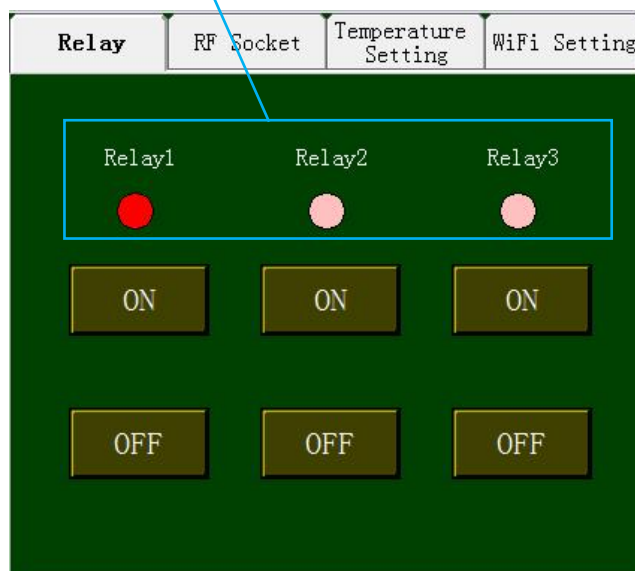 Relay
RF Socket
Temperature
Setting
WiFi Setting
Relay1
Relay2
Relay3
ON
ON
ON
OFF
OFF
OFF